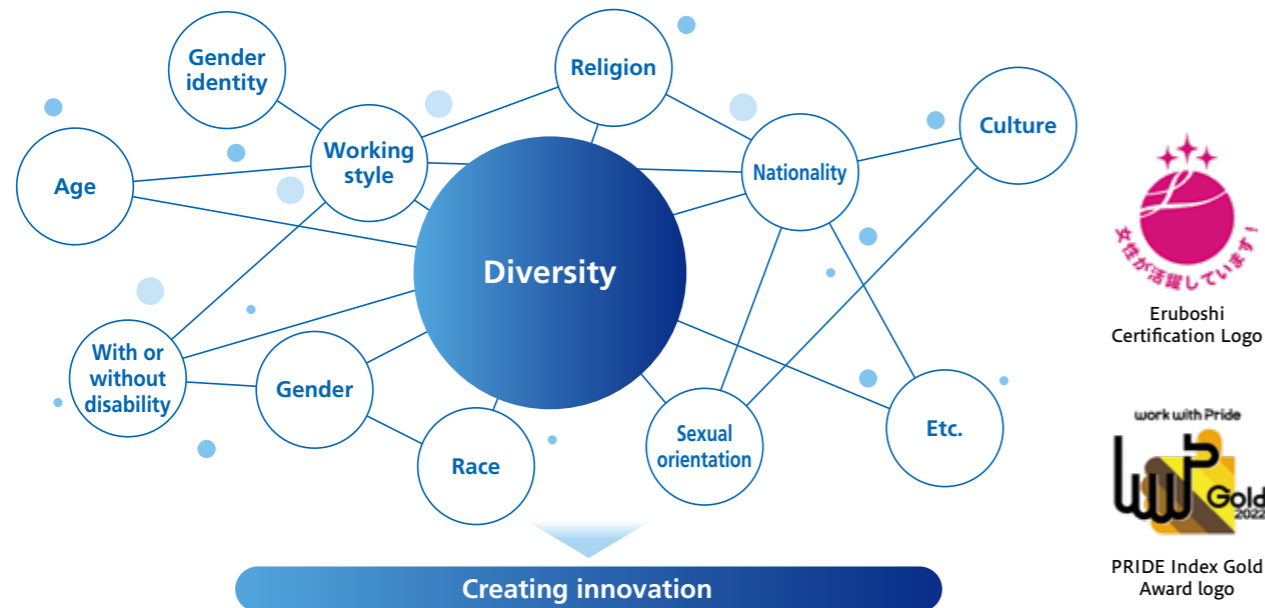 Gender
identity
Religion
Culture
Age
Working
style
Nationality
Diversity
With or
without
disability
Gender
Race
Sexual
orientation
Etc.
Creating innovation
女性が活躍しています!
Eruboshi
Certification Logo
work with Pride
wwP
Gold
2022
PRIDE Index Gold
Award logo